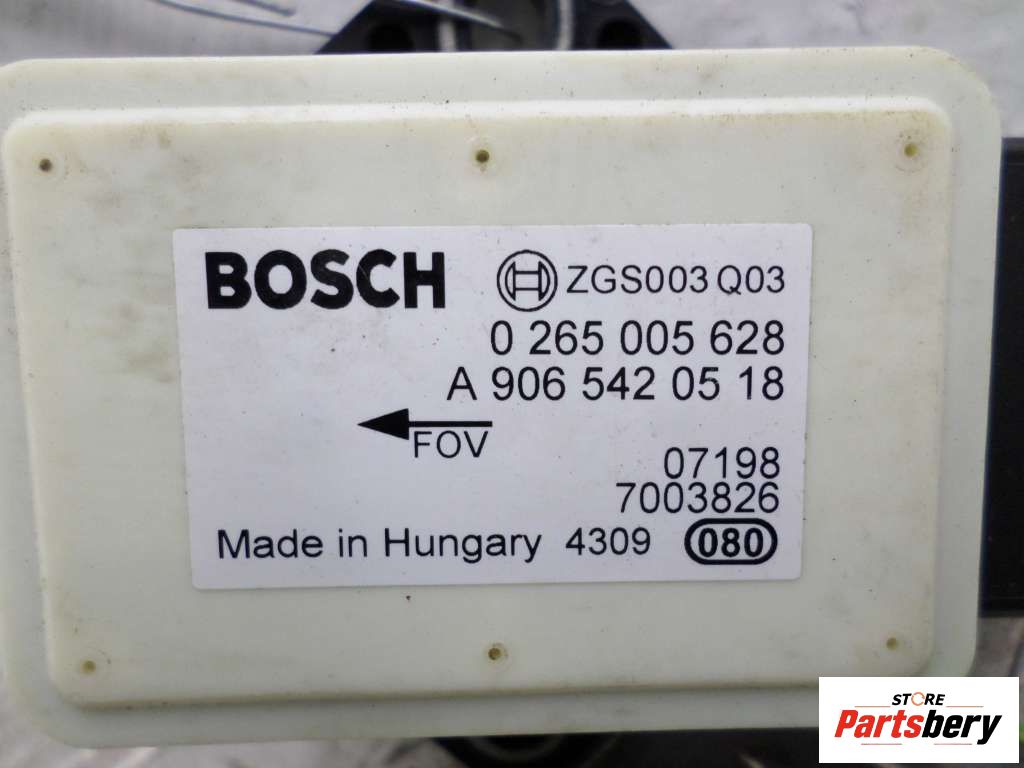 BOSCH ZGS003 Q03
0 265 005 628
A 906 542 05 18
FOV
07198
7003826
Made in Hungary 4309 080
STORE
Partsbery